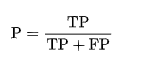 P = TP / (TP + FP)